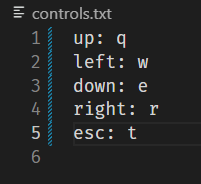 controls.txt
1 up: q
2 left: w
3 down: e
4 right: r
5 esc: t
6